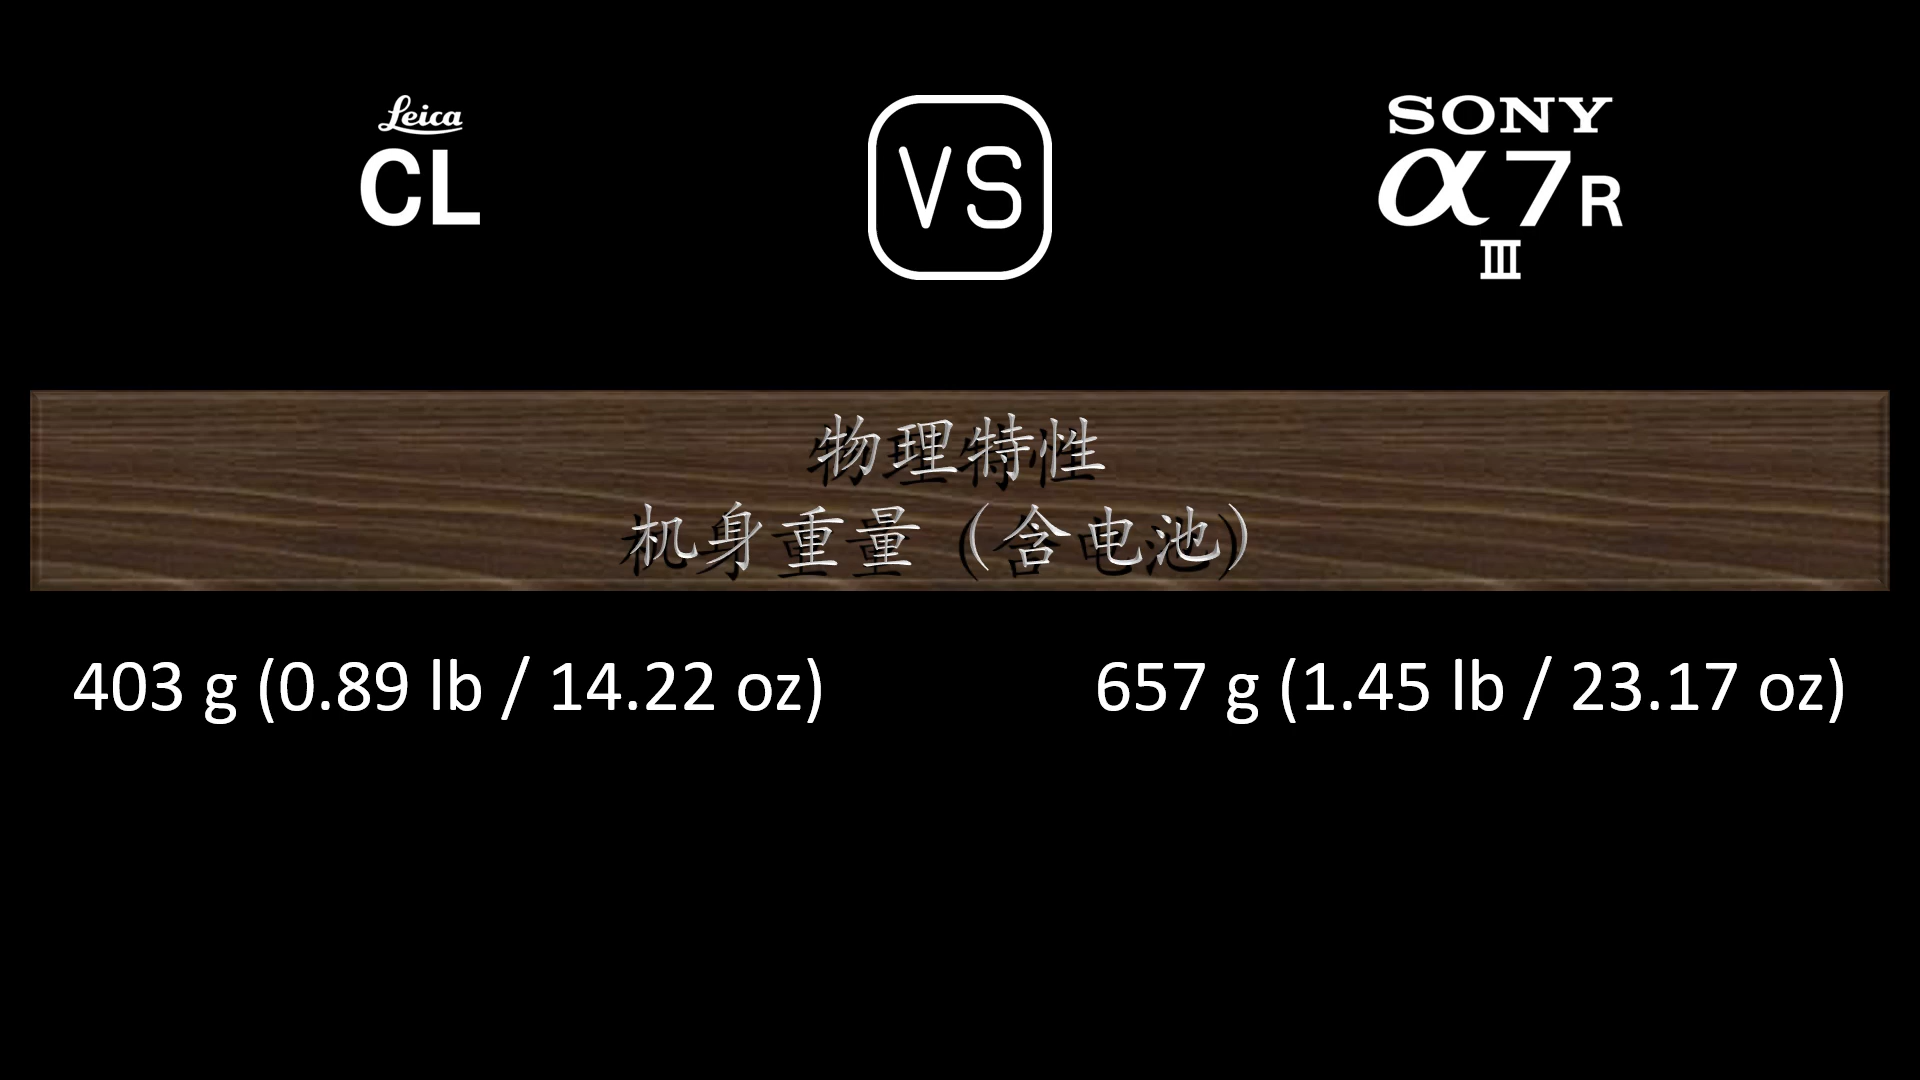 Leica
CL
VS
SONY
α7R
III
物理特性
机身重量（含电池）
403 g (0.89 lb / 14.22 oz)
657 g (1.45 lb / 23.17 oz)